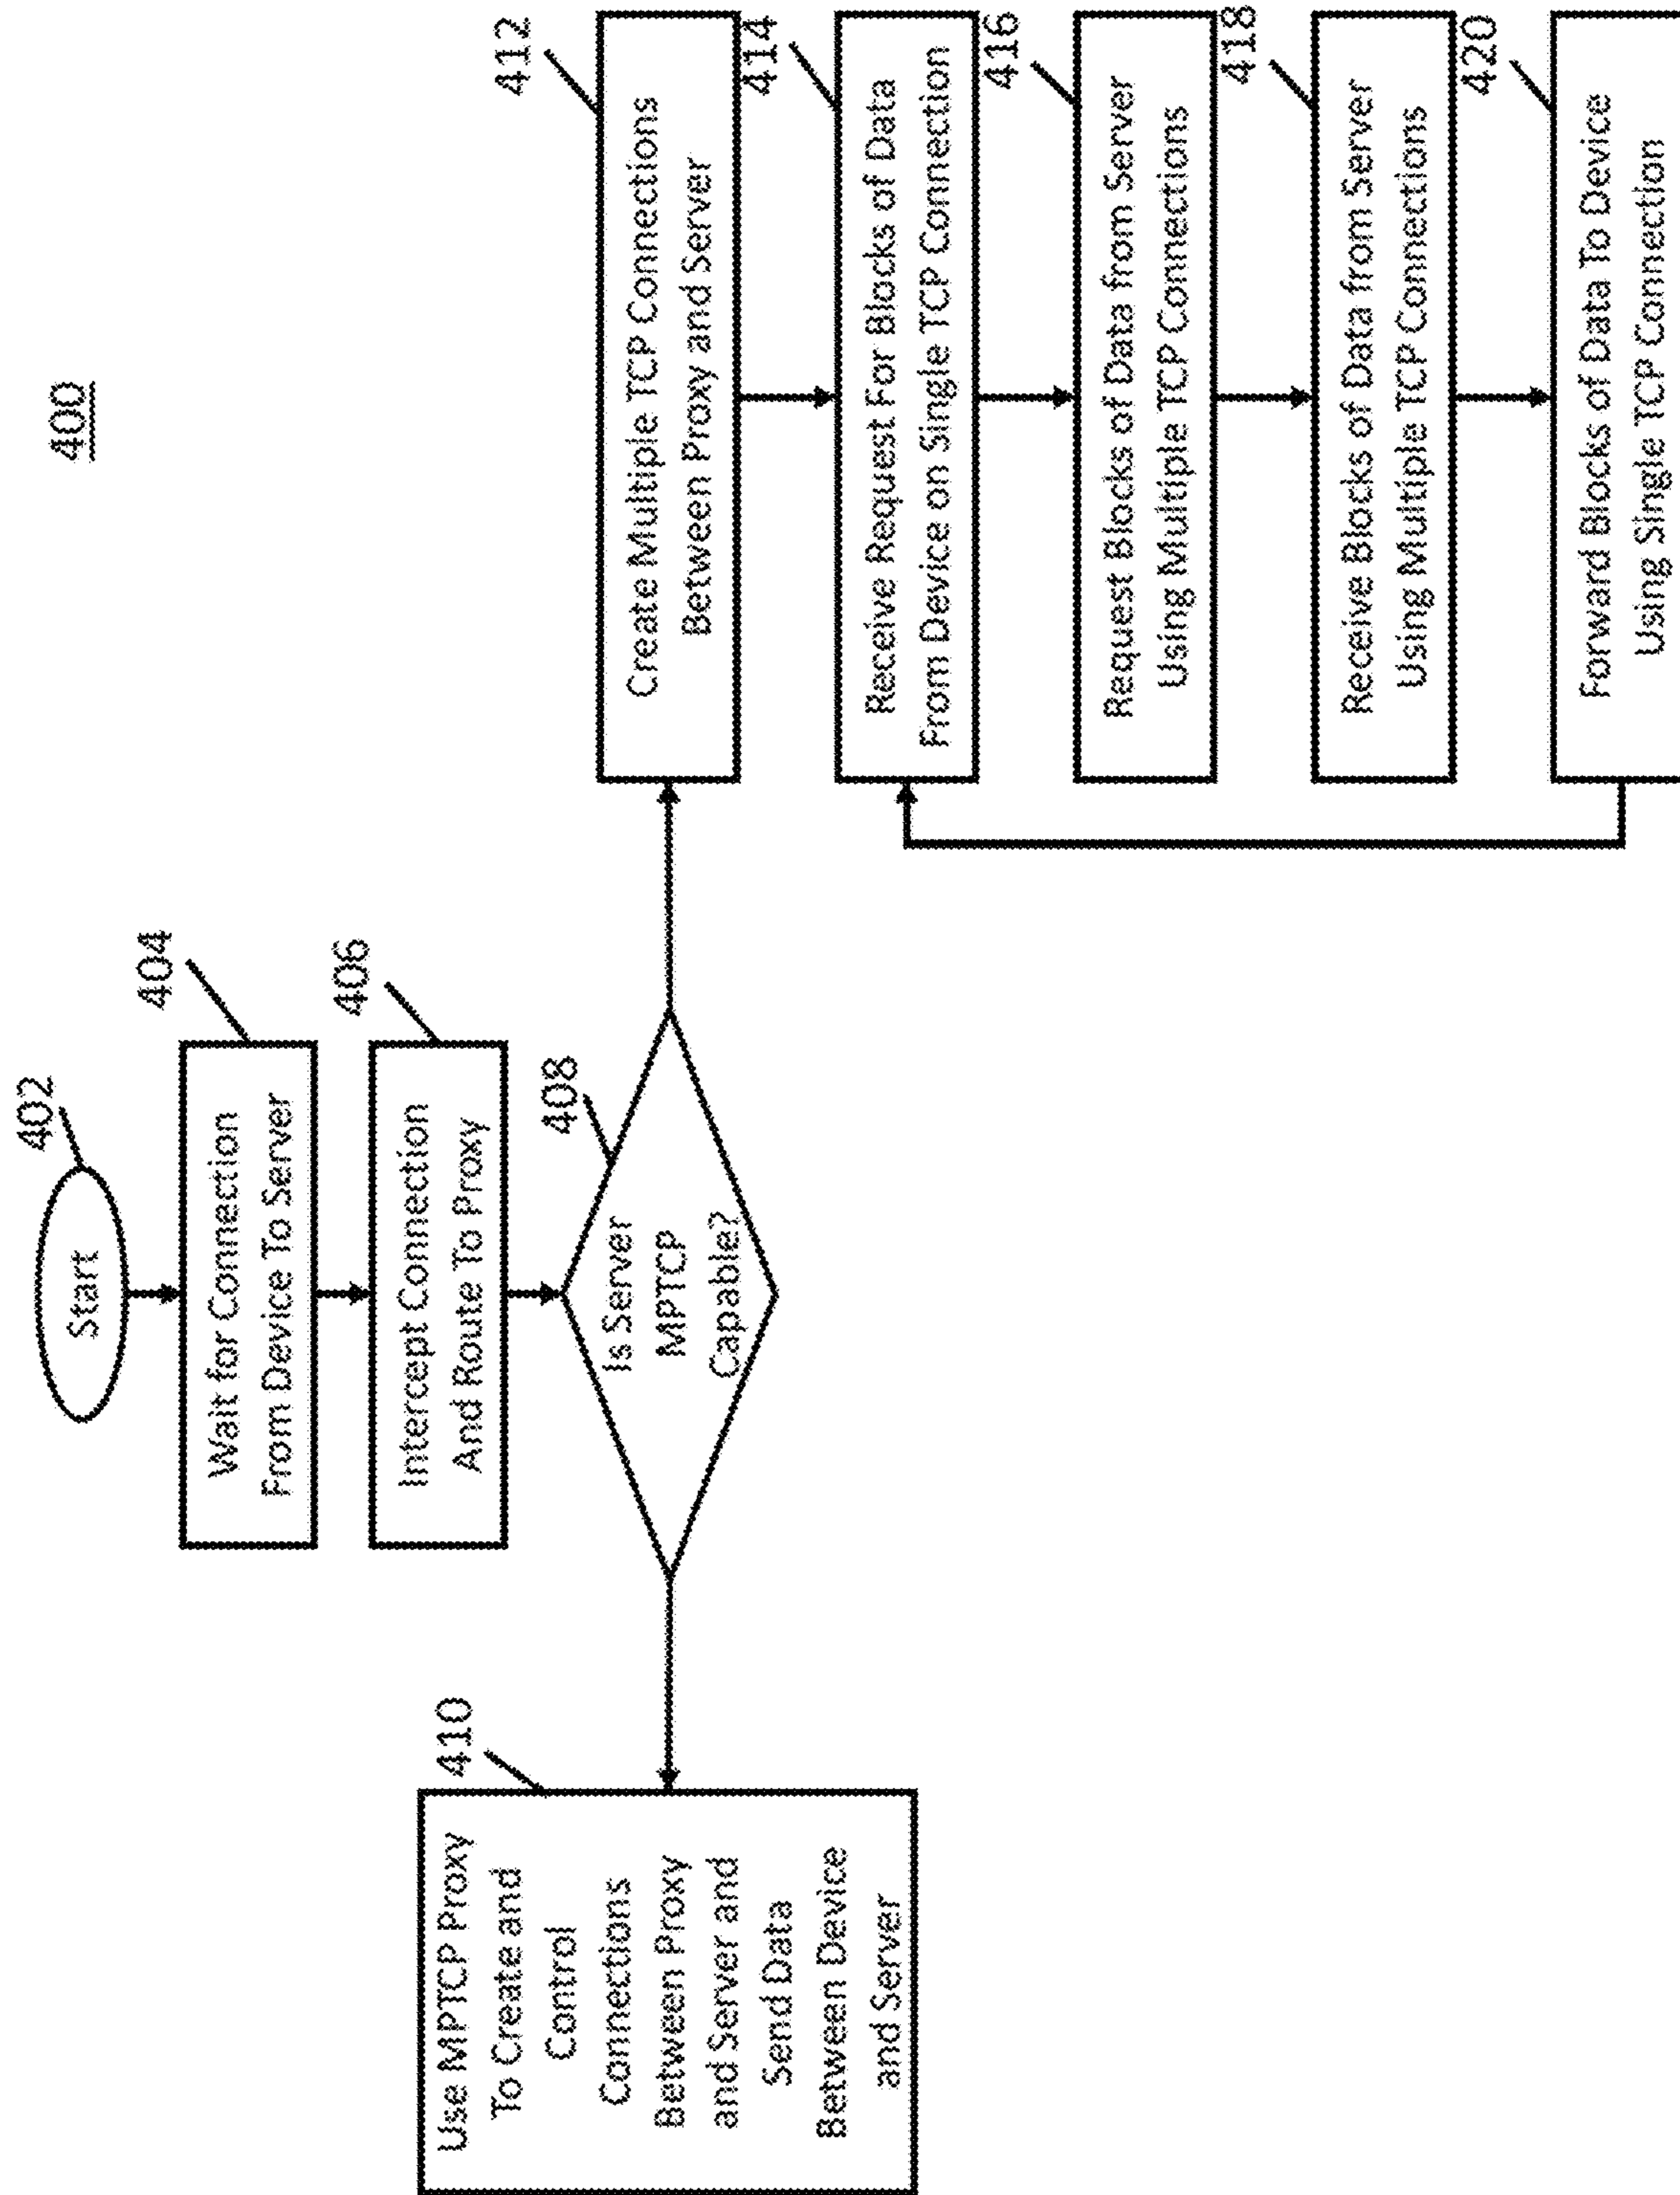 400
402
Start
404
Wait for Connection
From Device To Server
406
Intercept Connection
And Route To Proxy
408
Is Server
MPTCP
Capable?
410
Use MPTCP Proxy
To Create and
Control
Connections
Between Proxy
and Server and
Send Data
Between Device
and Server
412
Create Multiple TCP Connections
Between Proxy and Server
414
Receive Request For Blocks of Data
From Device on Single TCP Connection
416
Request Blocks of Data from Server
Using Multiple TCP Connections
418
Receive Blocks of Data from Server
Using Multiple TCP Connections
420
Forward Blocks of Data To Device
Using Single TCP Connection